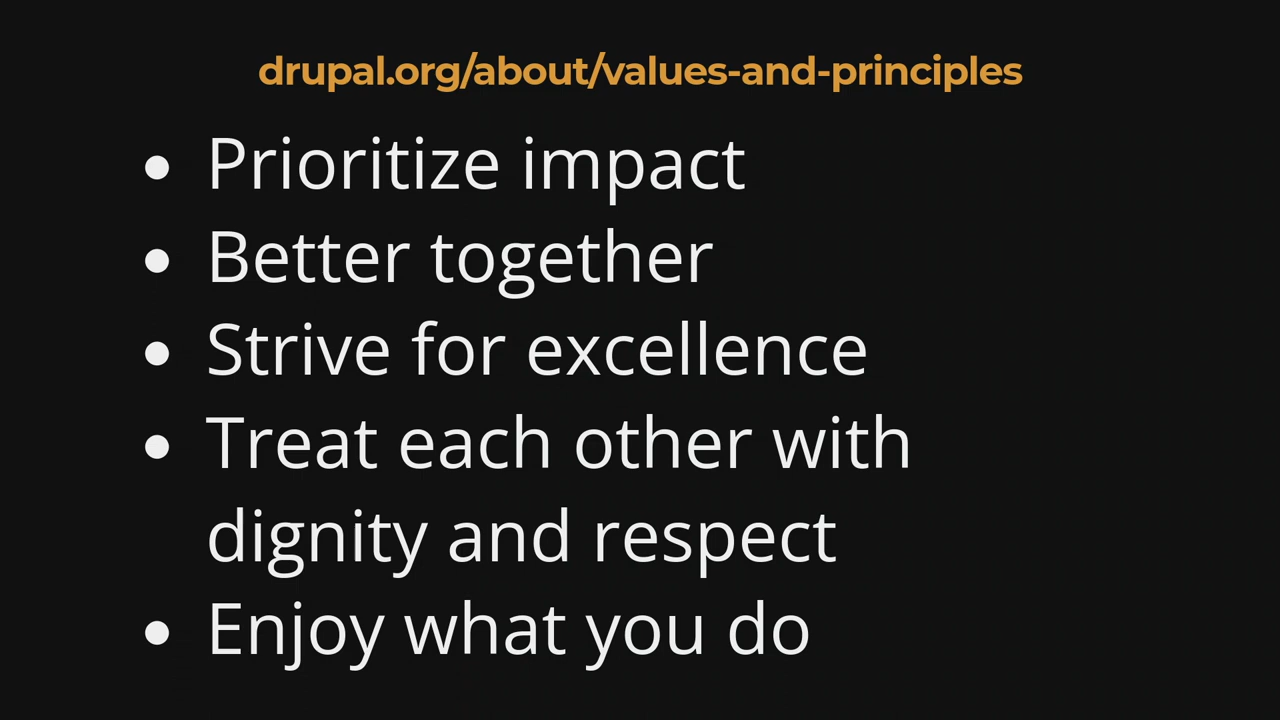 drupal.org/about/values-and-principles
• Prioritize impact
• Better together
• Strive for excellence
• Treat each other with
dignity and respect
• Enjoy what you do